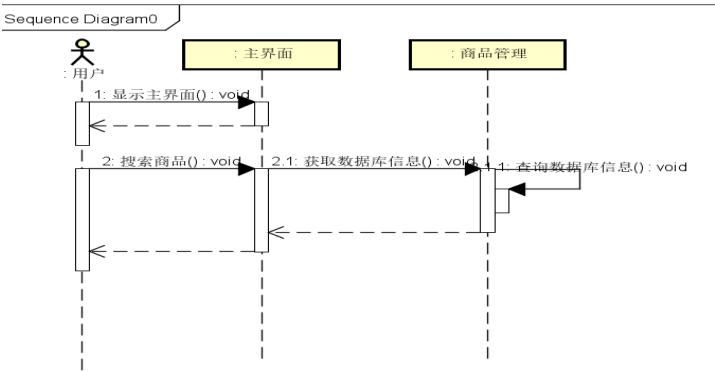 Sequence Diagram0
: 用户
: 主界面
: 商品管理
1: 显示主界面() : void
2: 搜索商品() : void
2.1: 获取数据库信息() : void
2.1.1: 查询数据库信息() : void